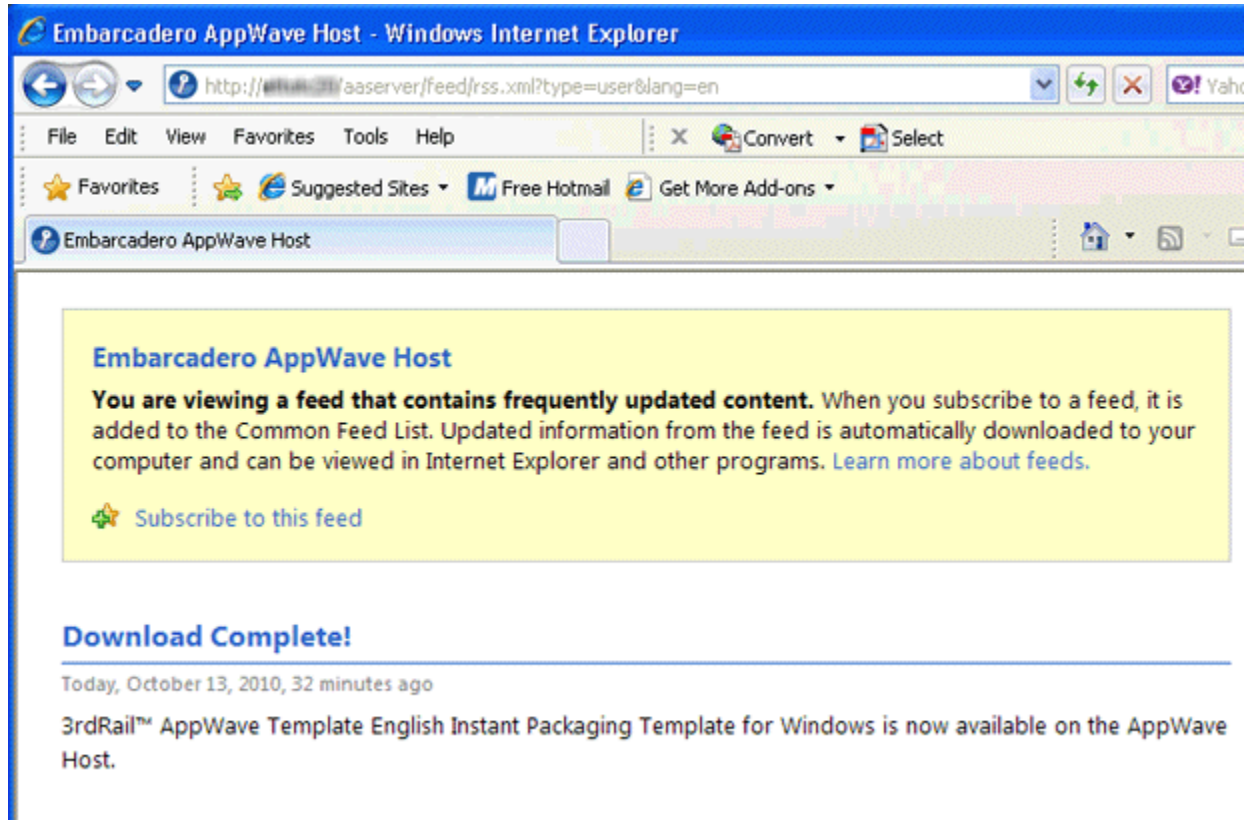 Embarcadero AppWave Host - Windows Internet Explorer
http:// /aaserver/feed/rss.xml?type=user&lang=en
File Edit View Favorites Tools Help X Convert Select
Favorites Suggested Sites Free Hotmail Get More Add-ons
Embarcadero AppWave Host
Embarcadero AppWave Host
You are viewing a feed that contains frequently updated content. When you subscribe to a feed, it is
added to the Common Feed List. Updated information from the feed is automatically downloaded to your
computer and can be viewed in Internet Explorer and other programs. Learn more about feeds.
Subscribe to this feed
Download Complete!
Today, October 13, 2010, 32 minutes ago
3rdRail™ AppWave Template English Instant Packaging Template for Windows is now available on the AppWave
Host.